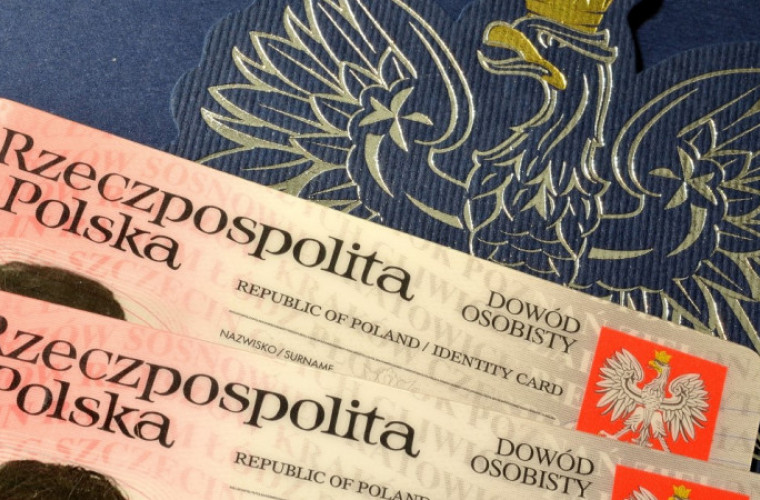 Rzeczpospolita
Polska
REPUBLIC OF POLAND / IDENTITY CARD
DOWÓD
OSOBISTY
NAZWISKO / SURNAME
Rzeczpospolita
Polska
REPUBLIC OF POLAND
DOWÓD
OSOBISTY